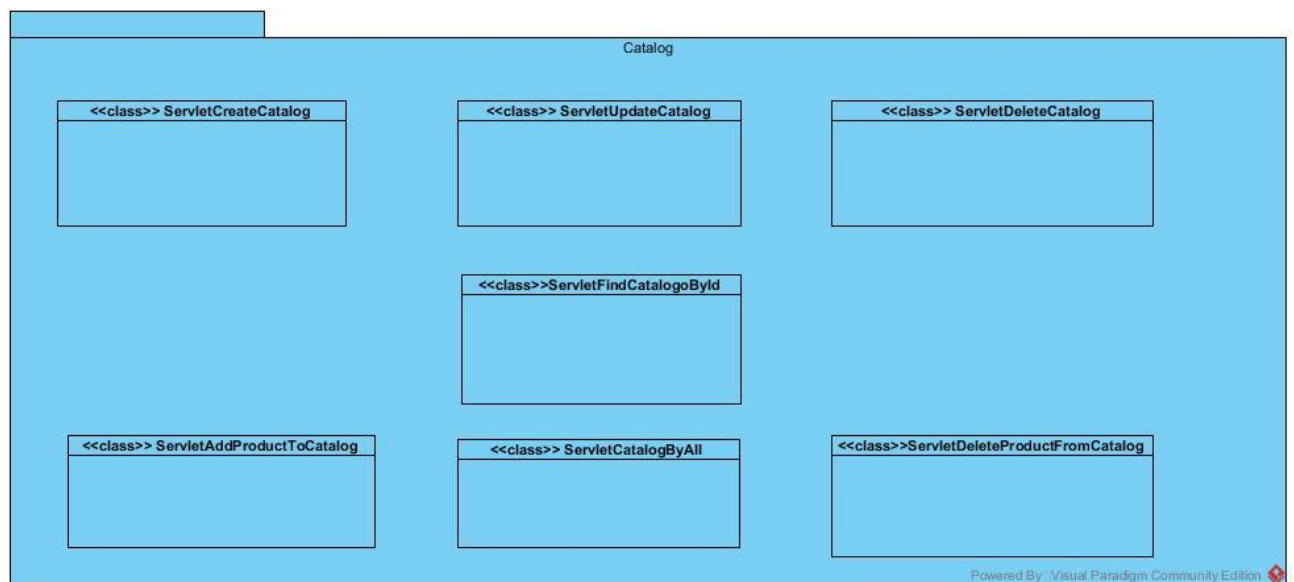 Catalog
<<class>> ServletCreateCatalog
<<class>> ServletUpdateCatalog
<<class>> ServletDeleteCatalog
<<class>>ServletFindCatalogoById
<<class>> ServletAddProductToCatalog
<<class>> ServletCatalogByAll
<<class>>ServletDeleteProductFromCatalog
Powered By Visual Paradigm Community Edition